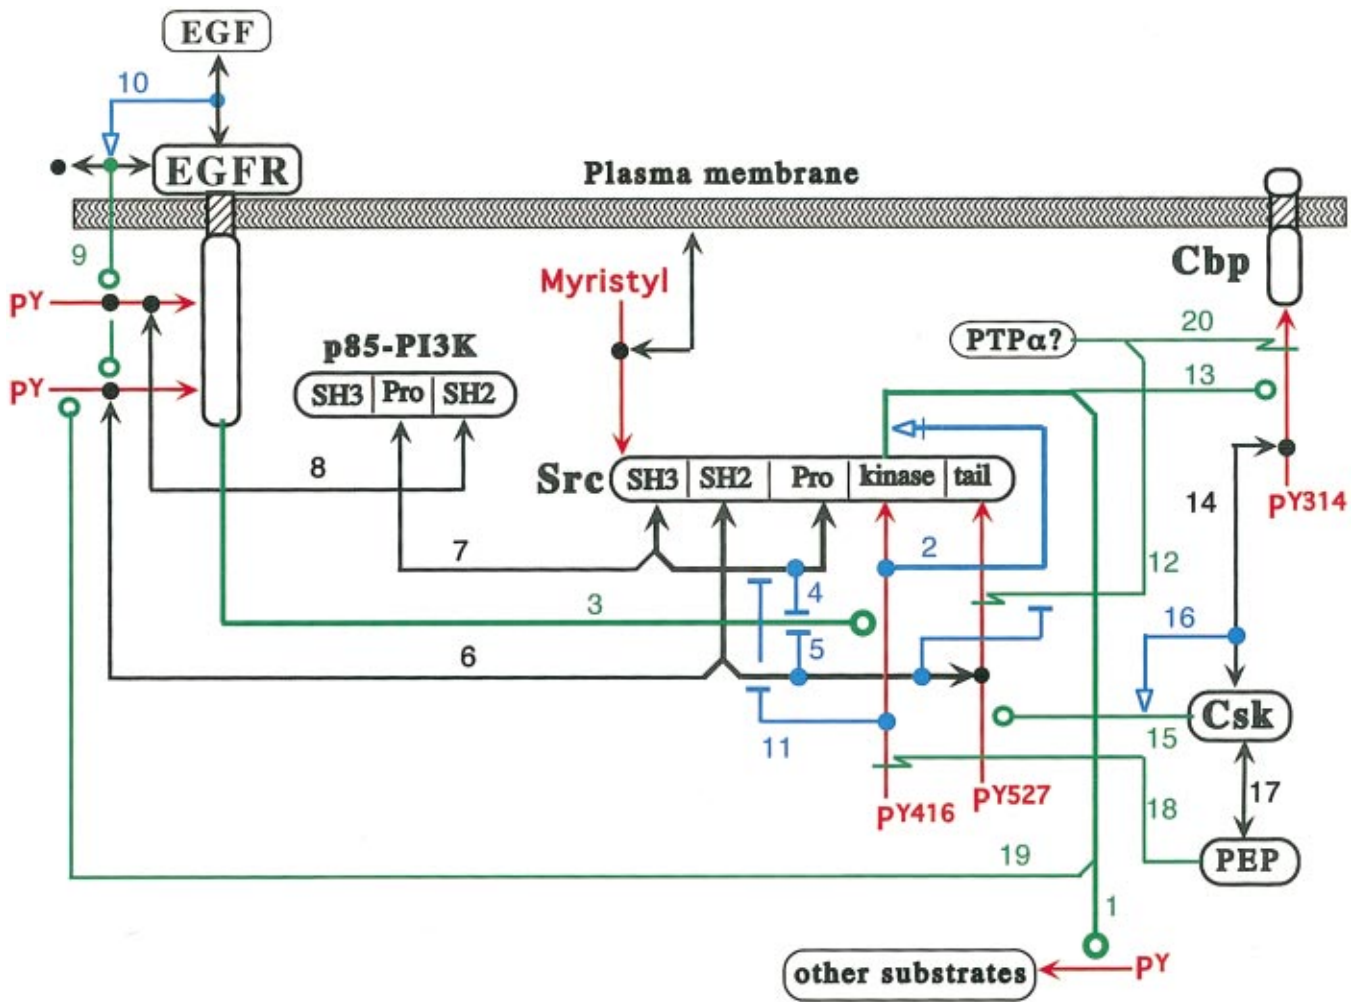 EGF
10
EGFR
Plasma membrane
9
Cbp
Myristyl
pY
20
PTPα?
p85-PI3K
13
pY
SH3 Pro SH2
8
Src SH3 SH2 Pro kinase tail
14
pY314
7
2
12
4
3
16
5
6
Csk
15
11
17
pY527
18
pY416
19
PEP
1
other substrates
pY